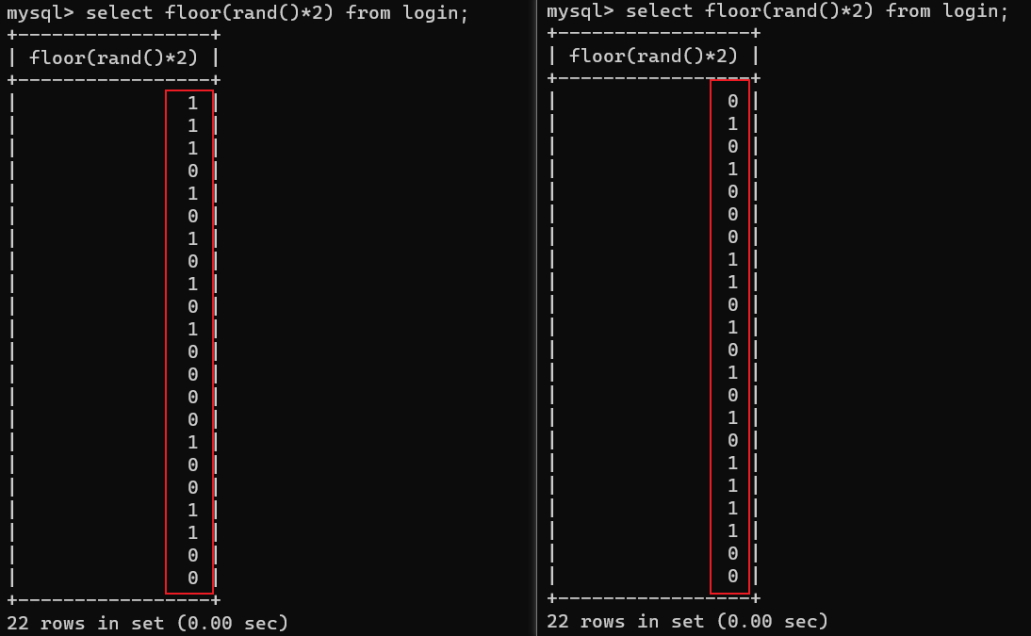 mysql> select floor(rand()*2) from login;
+-----------------+
| floor(rand()*2) |
+-----------------+
|               1 |
|               1 |
|               1 |
|               0 |
|               1 |
|               0 |
|               1 |
|               0 |
|               1 |
|               0 |
|               1 |
|               0 |
|               0 |
|               0 |
|               0 |
|               1 |
|               0 |
|               0 |
|               1 |
|               1 |
|               0 |
|               0 |
+-----------------+
22 rows in set (0.00 sec)
mysql> select floor(rand()*2) from login;
+-----------------+
| floor(rand()*2) |
+-----------------+
|               0 |
|               1 |
|               0 |
|               1 |
|               0 |
|               0 |
|               0 |
|               1 |
|               1 |
|               0 |
|               1 |
|               0 |
|               1 |
|               0 |
|               1 |
|               0 |
|               1 |
|               1 |
|               1 |
|               1 |
|               0 |
|               0 |
+-----------------+
22 rows in set (0.00 sec)